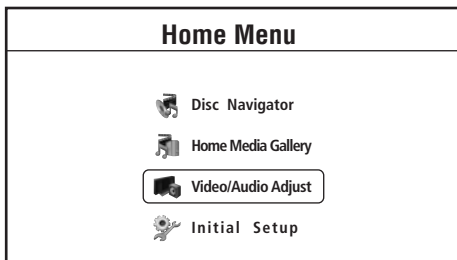 Home Menu
Disc Navigator
Home Media Gallery
Video/Audio Adjust
Initial Setup